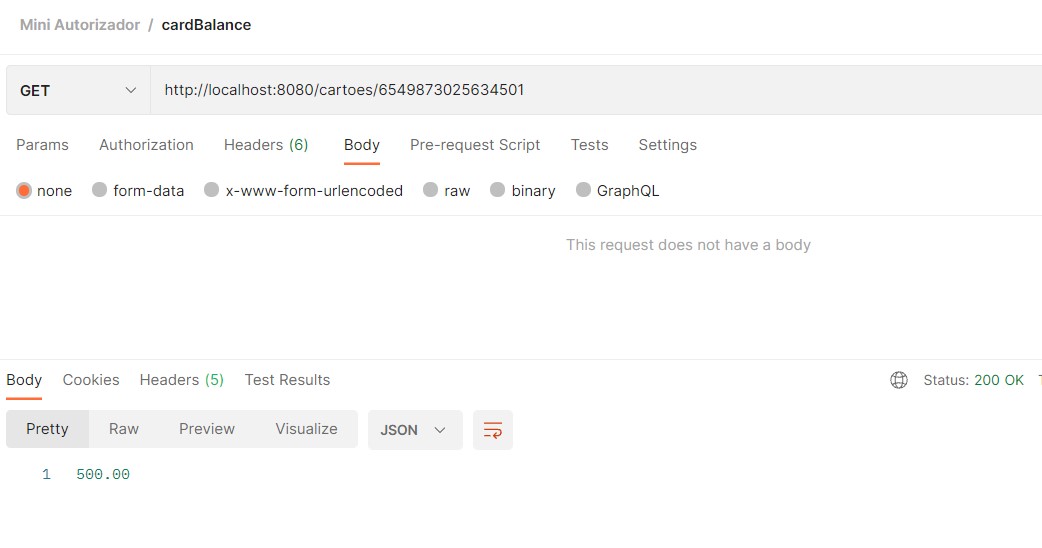 Mini Autorizador / cardBalance
GET http://localhost:8080/cartoes/6549873025634501
Params Authorization Headers (6) Body Pre-request Script Tests Settings
none form-data x-www-form-urlencoded raw binary GraphQL
This request does not have a body
Body Cookies Headers (5) Test Results Status: 200 OK
Pretty Raw Preview Visualize JSON
1 500.00